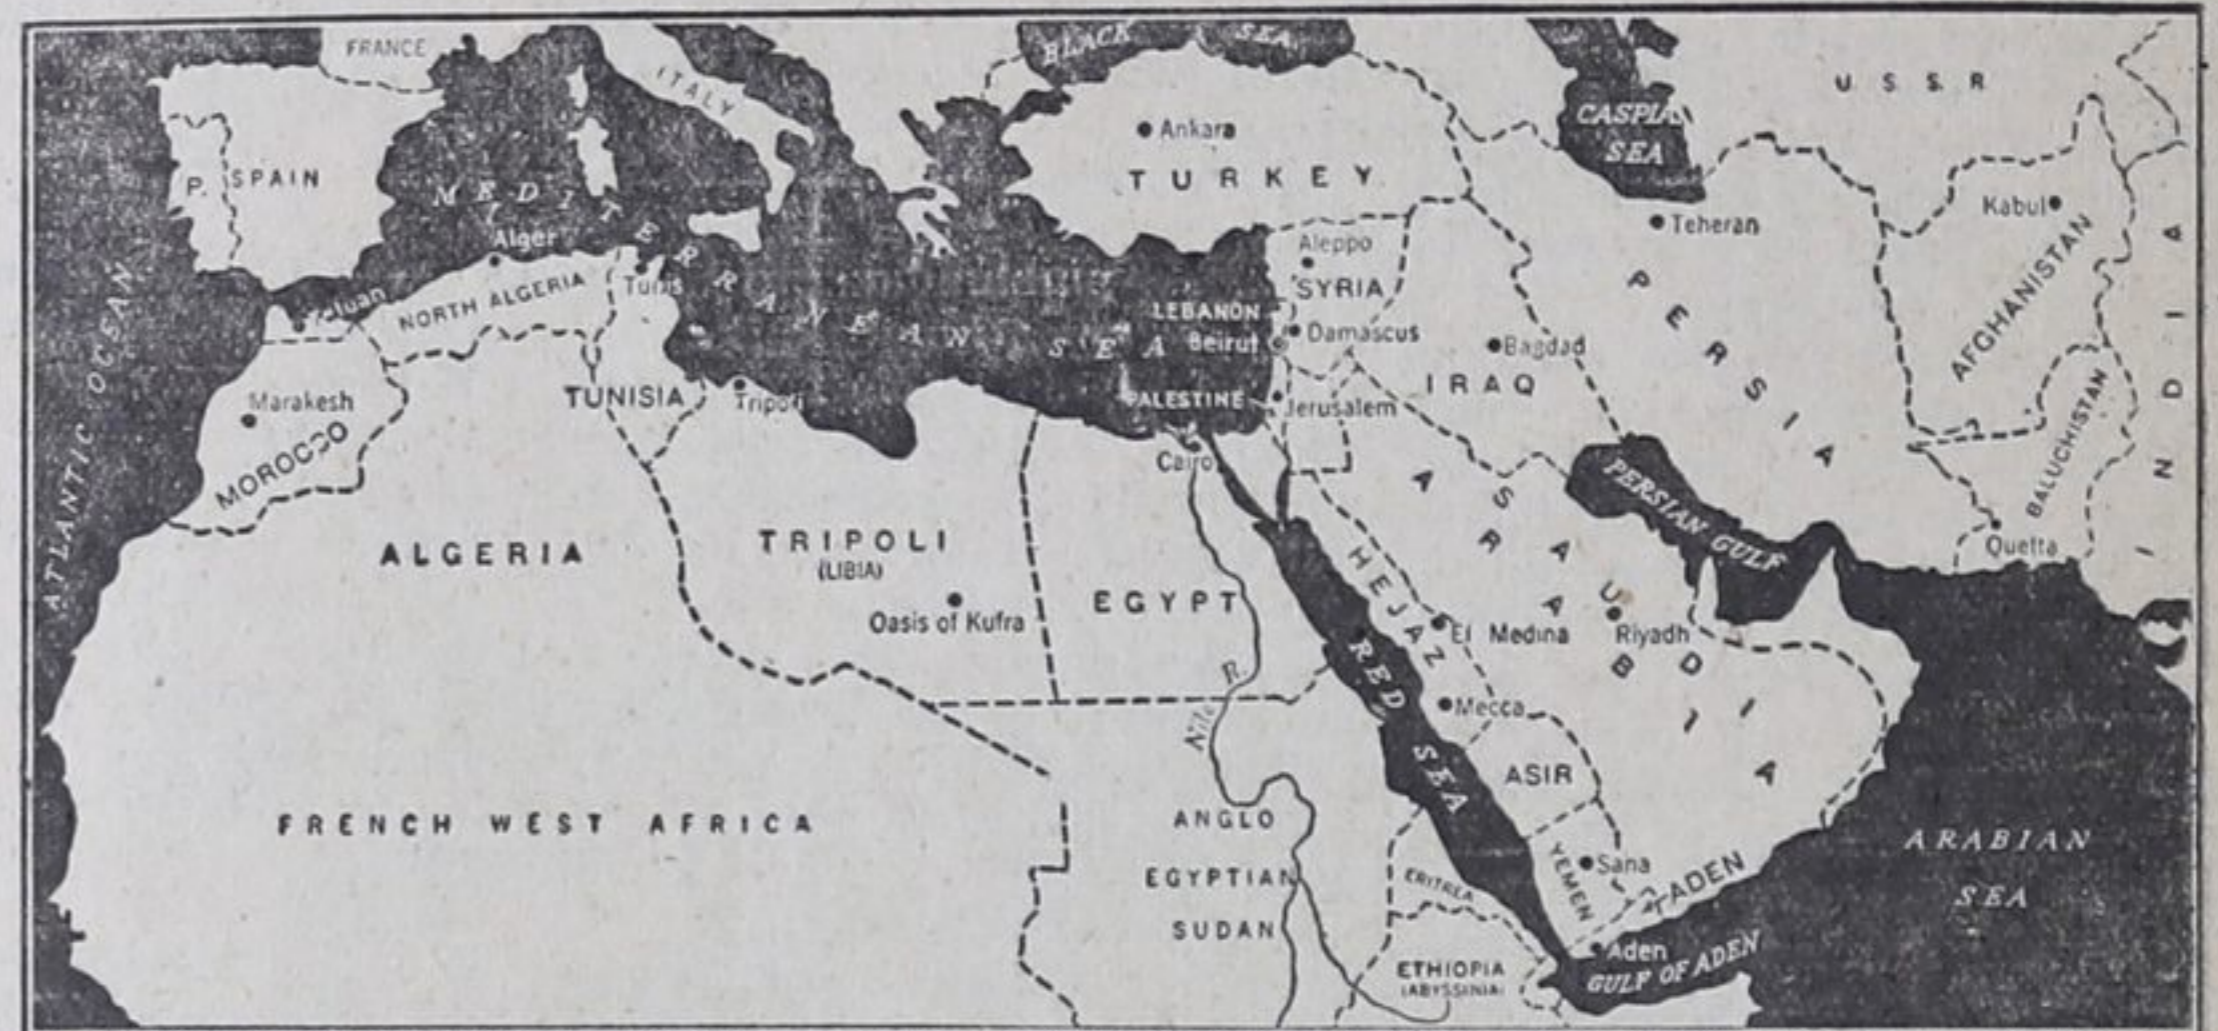 FRANCE
ITALY
BLACK SEA
U. S. S. R
CASPIAN
SEA
Ankara
TURKEY
P.
SPAIN
MEDITERRANEAN SEA
Kabul
Teheran
Alger
Aleppo
SYRIA
AFGHANISTAN
INDIA
PERSIA
NORTH ALGERIA
Tunis
LEBANON
Damascus
Beirut
Bagdad
IRAQ
ATLANTIC OCEAN
Marakesh
MOROCCO
TUNISIA
Tripoli
PALESTINE
Jerusalem
BALUCHISTAN
Cairo
PERSIAN GULF
SAUDI
ARABIA
Quetta
ALGERIA
TRIPOLI
(LIBIA)
Oasis of Kufra
EGYPT
HEJAZ
El Medina
Riyadh
RED SEA
Nile R.
Mecca
ASIR
FRENCH WEST AFRICA
ANGLO
EGYPTIAN
SUDAN
ARABIAN
SEA
YEMEN
Sana
ADEN
ERITREA
Aden
GULF OF ADEN
ETHIOPIA
(ABYSSINIA)